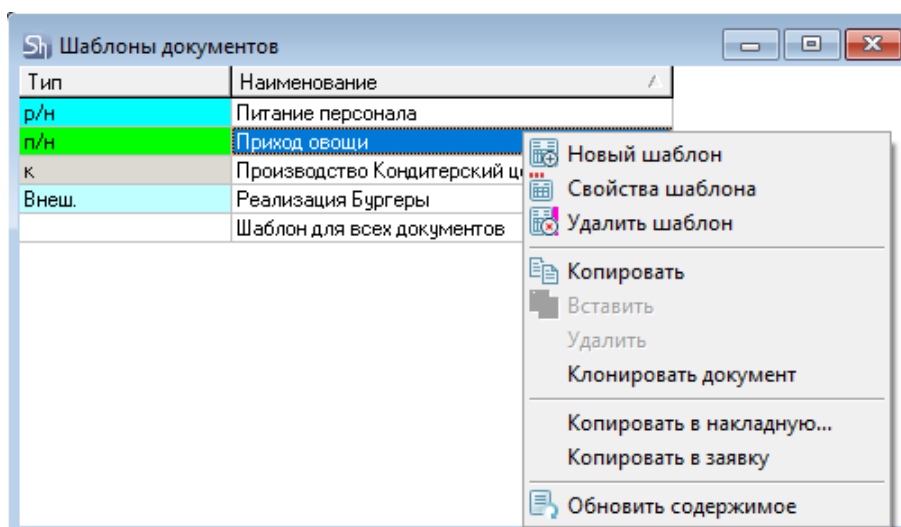 Sh Шаблоны документов
Тип Наименование
р/н Питание персонала
п/н Приход овощи
к Производство Кондитерский
Внеш. Реализация Бургеры
Шаблон для всех документов
Новый шаблон
Свойства шаблона
Удалить шаблон
Копировать
Вставить
Удалить
Клонировать документ
Копировать в накладную...
Копировать в заявку
Обновить содержимое